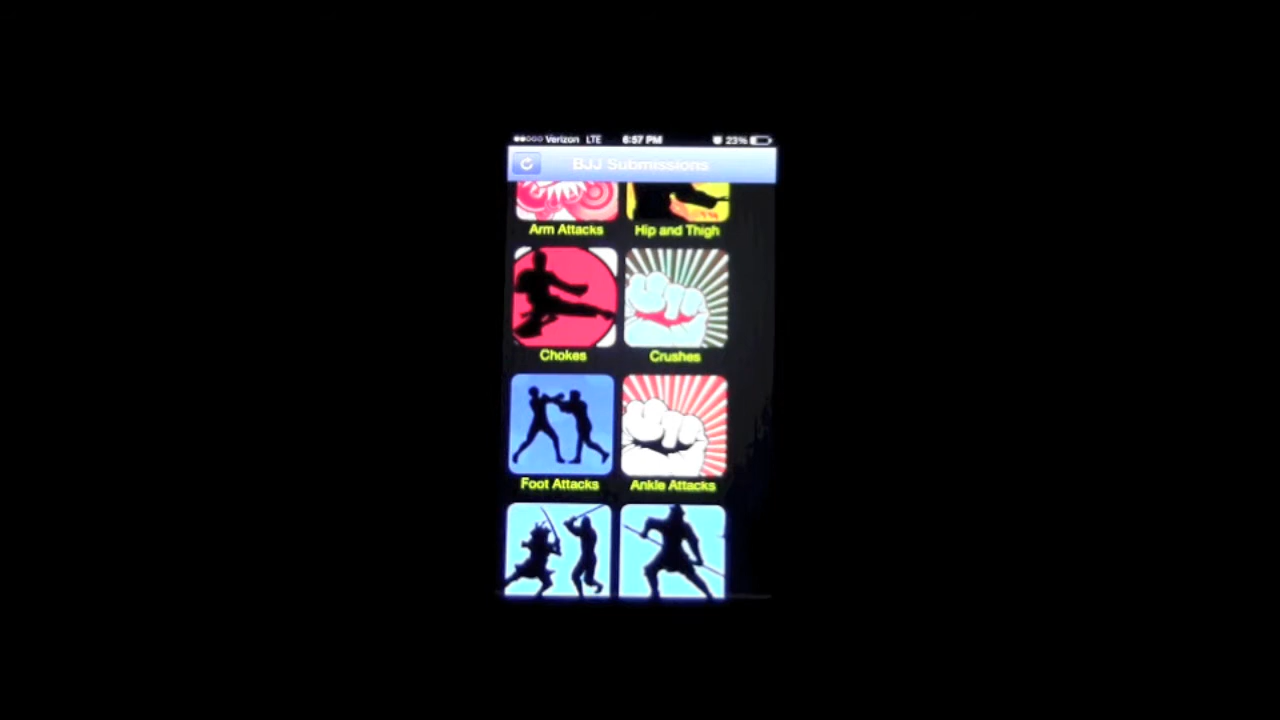 Verizon LTE 6:57 PM 23%
BJJ Submissions
Arm Attacks Hip and Thigh
Chokes Crushes
Foot Attacks Ankle Attacks